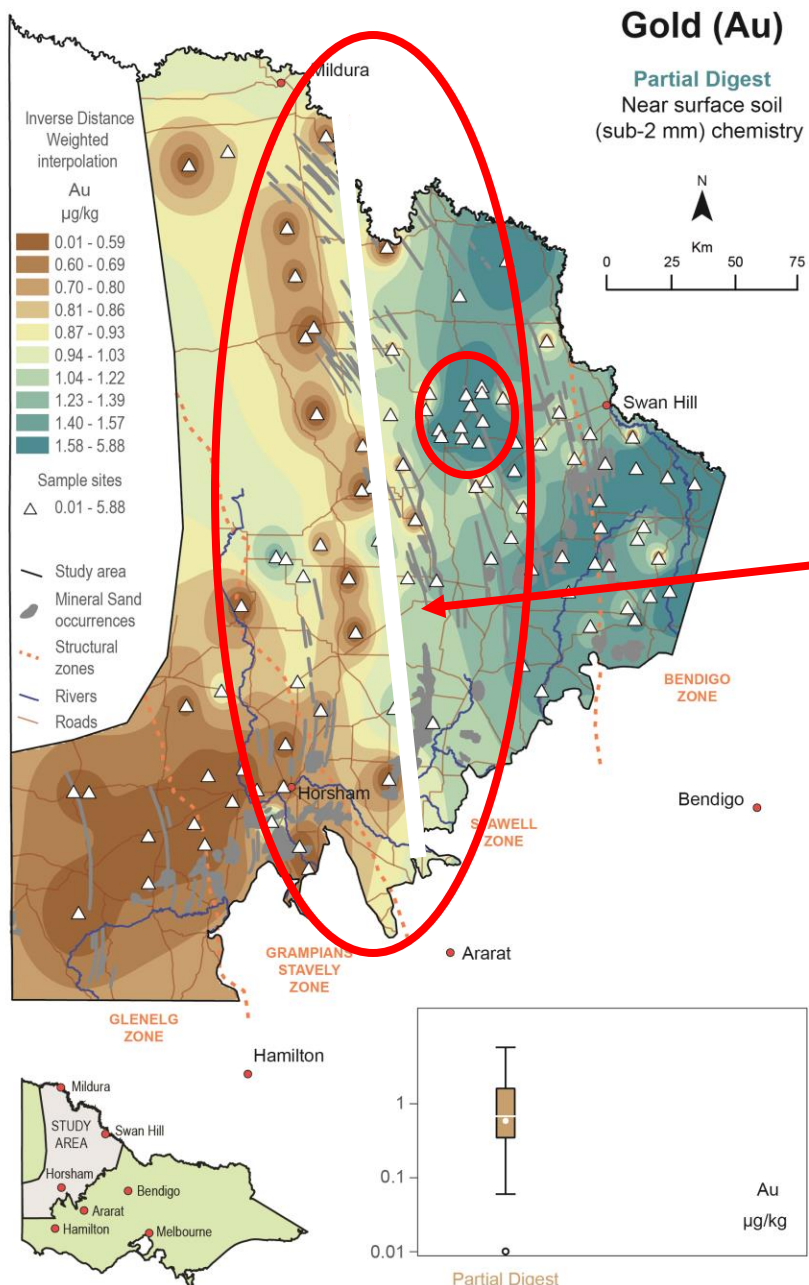 Gold (Au)
Partial Digest
Near surface soil
(sub-2 mm) chemistry
N
Km
0 25 50 75
Mildura
Inverse Distance
Weighted
interpolation
Au
µg/kg
0.01 - 0.59
0.60 - 0.69
0.70 - 0.80
0.81 - 0.86
0.87 - 0.93
0.94 - 1.03
1.04 - 1.22
1.23 - 1.39
1.40 - 1.57
1.58 - 5.88
Sample sites
0.01 - 5.88
Study area
Mineral Sand
occurrences
Structural
zones
Rivers
Roads
Swan Hill
BENDIGO
ZONE
Bendigo
Horsham
ZONE
Ararat
GRAMPIANS
STAVELY
ZONE
GLENELG
ZONE
Hamilton
Mildura
STUDY
AREA
Swan Hill
Horsham
Bendigo
Ararat
Hamilton
Melbourne
1
0.1
0.01
Au
µg/kg
Partial Digest